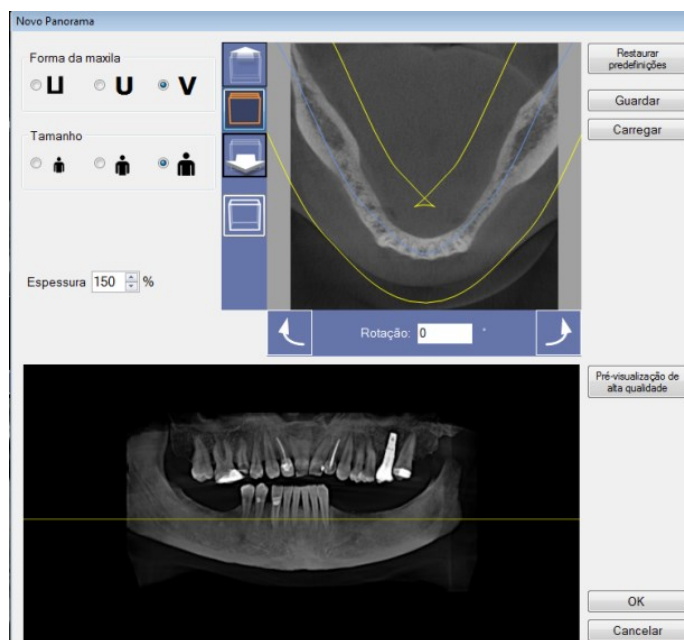 Novo Panorama
Forma da maxila
U
U
V
Tamanho
Espessura 150 %
Rotação: 0 °
Restaurar
predefinições
Guardar
Carregar
Pré-visualização de
alta qualidade
OK
Cancelar